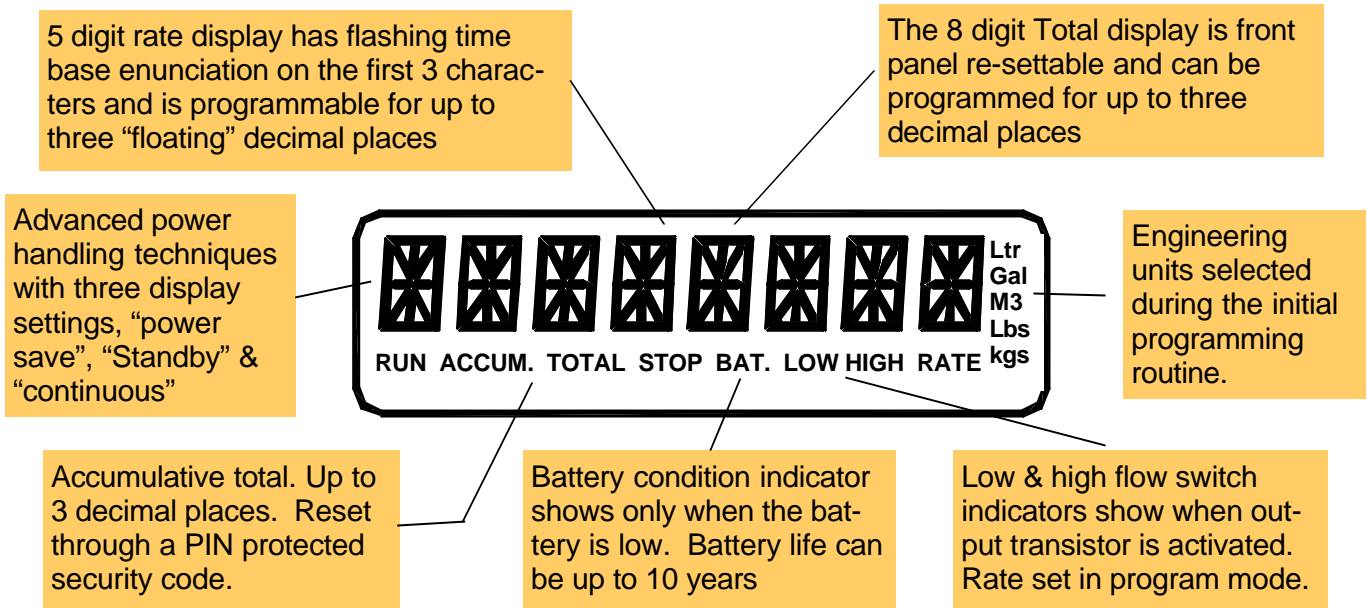 5 digit rate display has flashing time
base enunciation on the first 3 charac-
ters and is programmable for up to
three “floating” decimal places
The 8 digit Total display is front
panel re-settable and can be
programmed for up to three
decimal places
Advanced power
handling techniques
with three display
settings, “power
save”, “Standby” &
“continuous”
Ltr
Gal
M3
Lbs
kgs
RUN ACCUM. TOTAL STOP BAT. LOW HIGH RATE
Engineering
units selected
during the initial
programming
routine.
Accumulative total. Up to
3 decimal places. Reset
through a PIN protected
security code.
Battery condition indicator
shows only when the bat-
tery is low. Battery life can
be up to 10 years
Low & high flow switch
indicators show when out-
put transistor is activated.
Rate set in program mode.